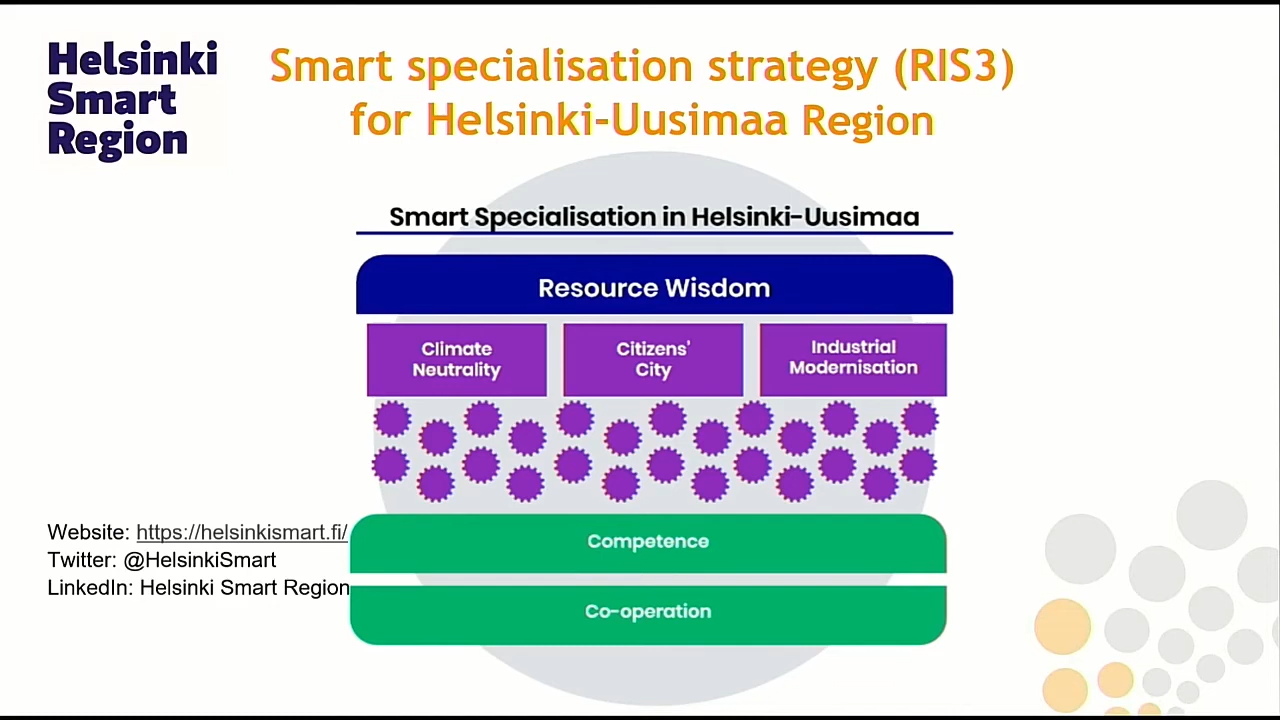 Helsinki
Smart
Region
Smart specialisation strategy (RIS3)
for Helsinki-Uusimaa Region
Smart Specialisation in Helsinki-Uusimaa
Resource Wisdom
Climate
Neutrality
Citizens'
City
Industrial
Modernisation
Competence
Co-operation
Website: https://helsinkismart.fi/
Twitter: @HelsinkiSmart
LinkedIn: Helsinki Smart Region